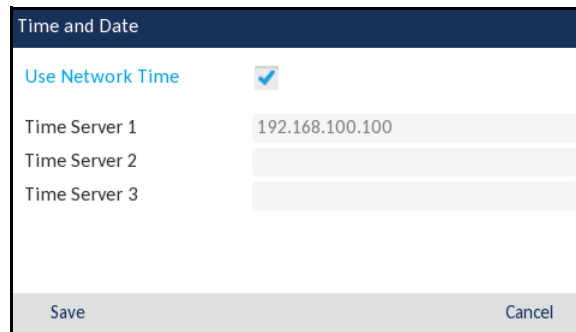 Time and Date
Use Network Time
Time Server 1 192.168.100.100
Time Server 2
Time Server 3
Save Cancel